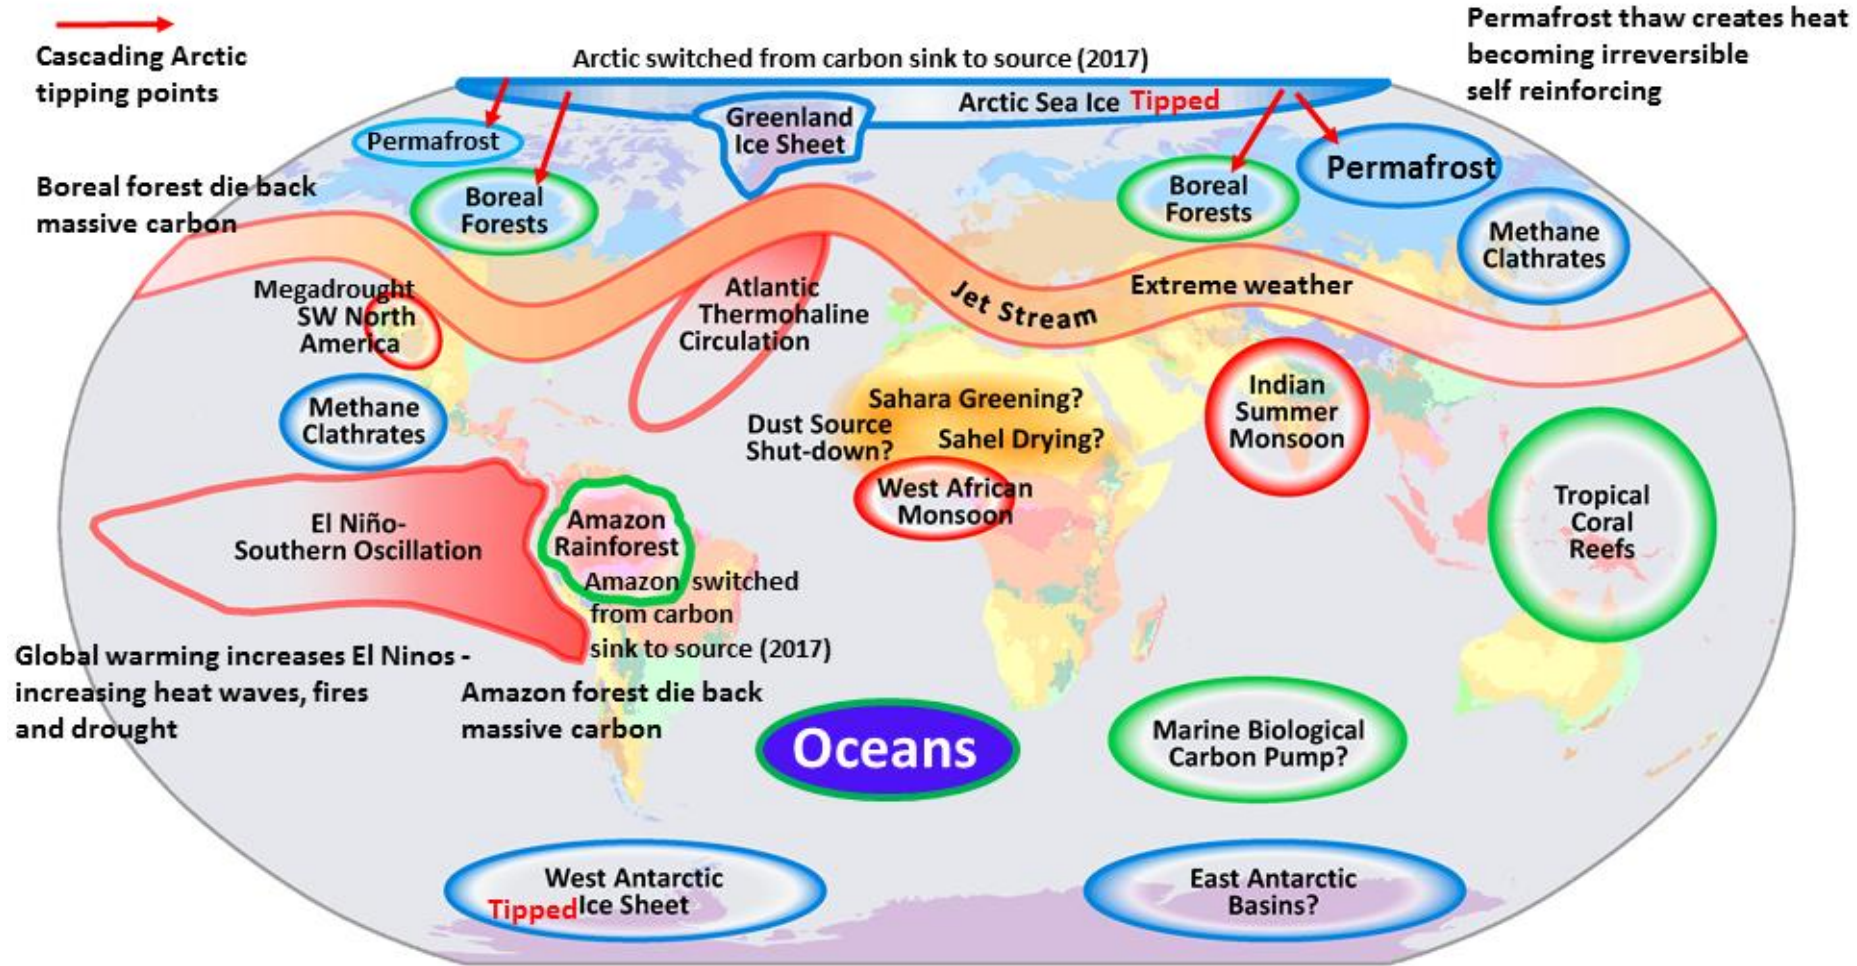 Cascading Arctic
tipping points
Arctic switched from carbon sink to source (2017)
Permafrost thaw creates heat
becoming irreversible
self reinforcing
Arctic Sea Ice Tipped
Greenland
Ice Sheet
Permafrost
Boreal
Forests
Boreal
Forests
Permafrost
Methane
Clathrates
Boreal forest die back
massive carbon
Megadrought
SW North
America
Atlantic
Thermohaline
Circulation
Jet Stream
Extreme weather
Methane
Clathrates
Sahara Greening?
Dust Source
Shut-down?
Sahel Drying?
Indian
Summer
Monsoon
West African
Monsoon
Tropical
Coral
Reefs
El Niño-
Southern Oscillation
Amazon
Rainforest
Amazon switched
from carbon
sink to source (2017)
Global warming increases El Ninos -
increasing heat waves, fires
and drought
Amazon forest die back
massive carbon
Oceans
Marine Biological
Carbon Pump?
West Antarctic
Tipped Ice Sheet
East Antarctic
Basins?